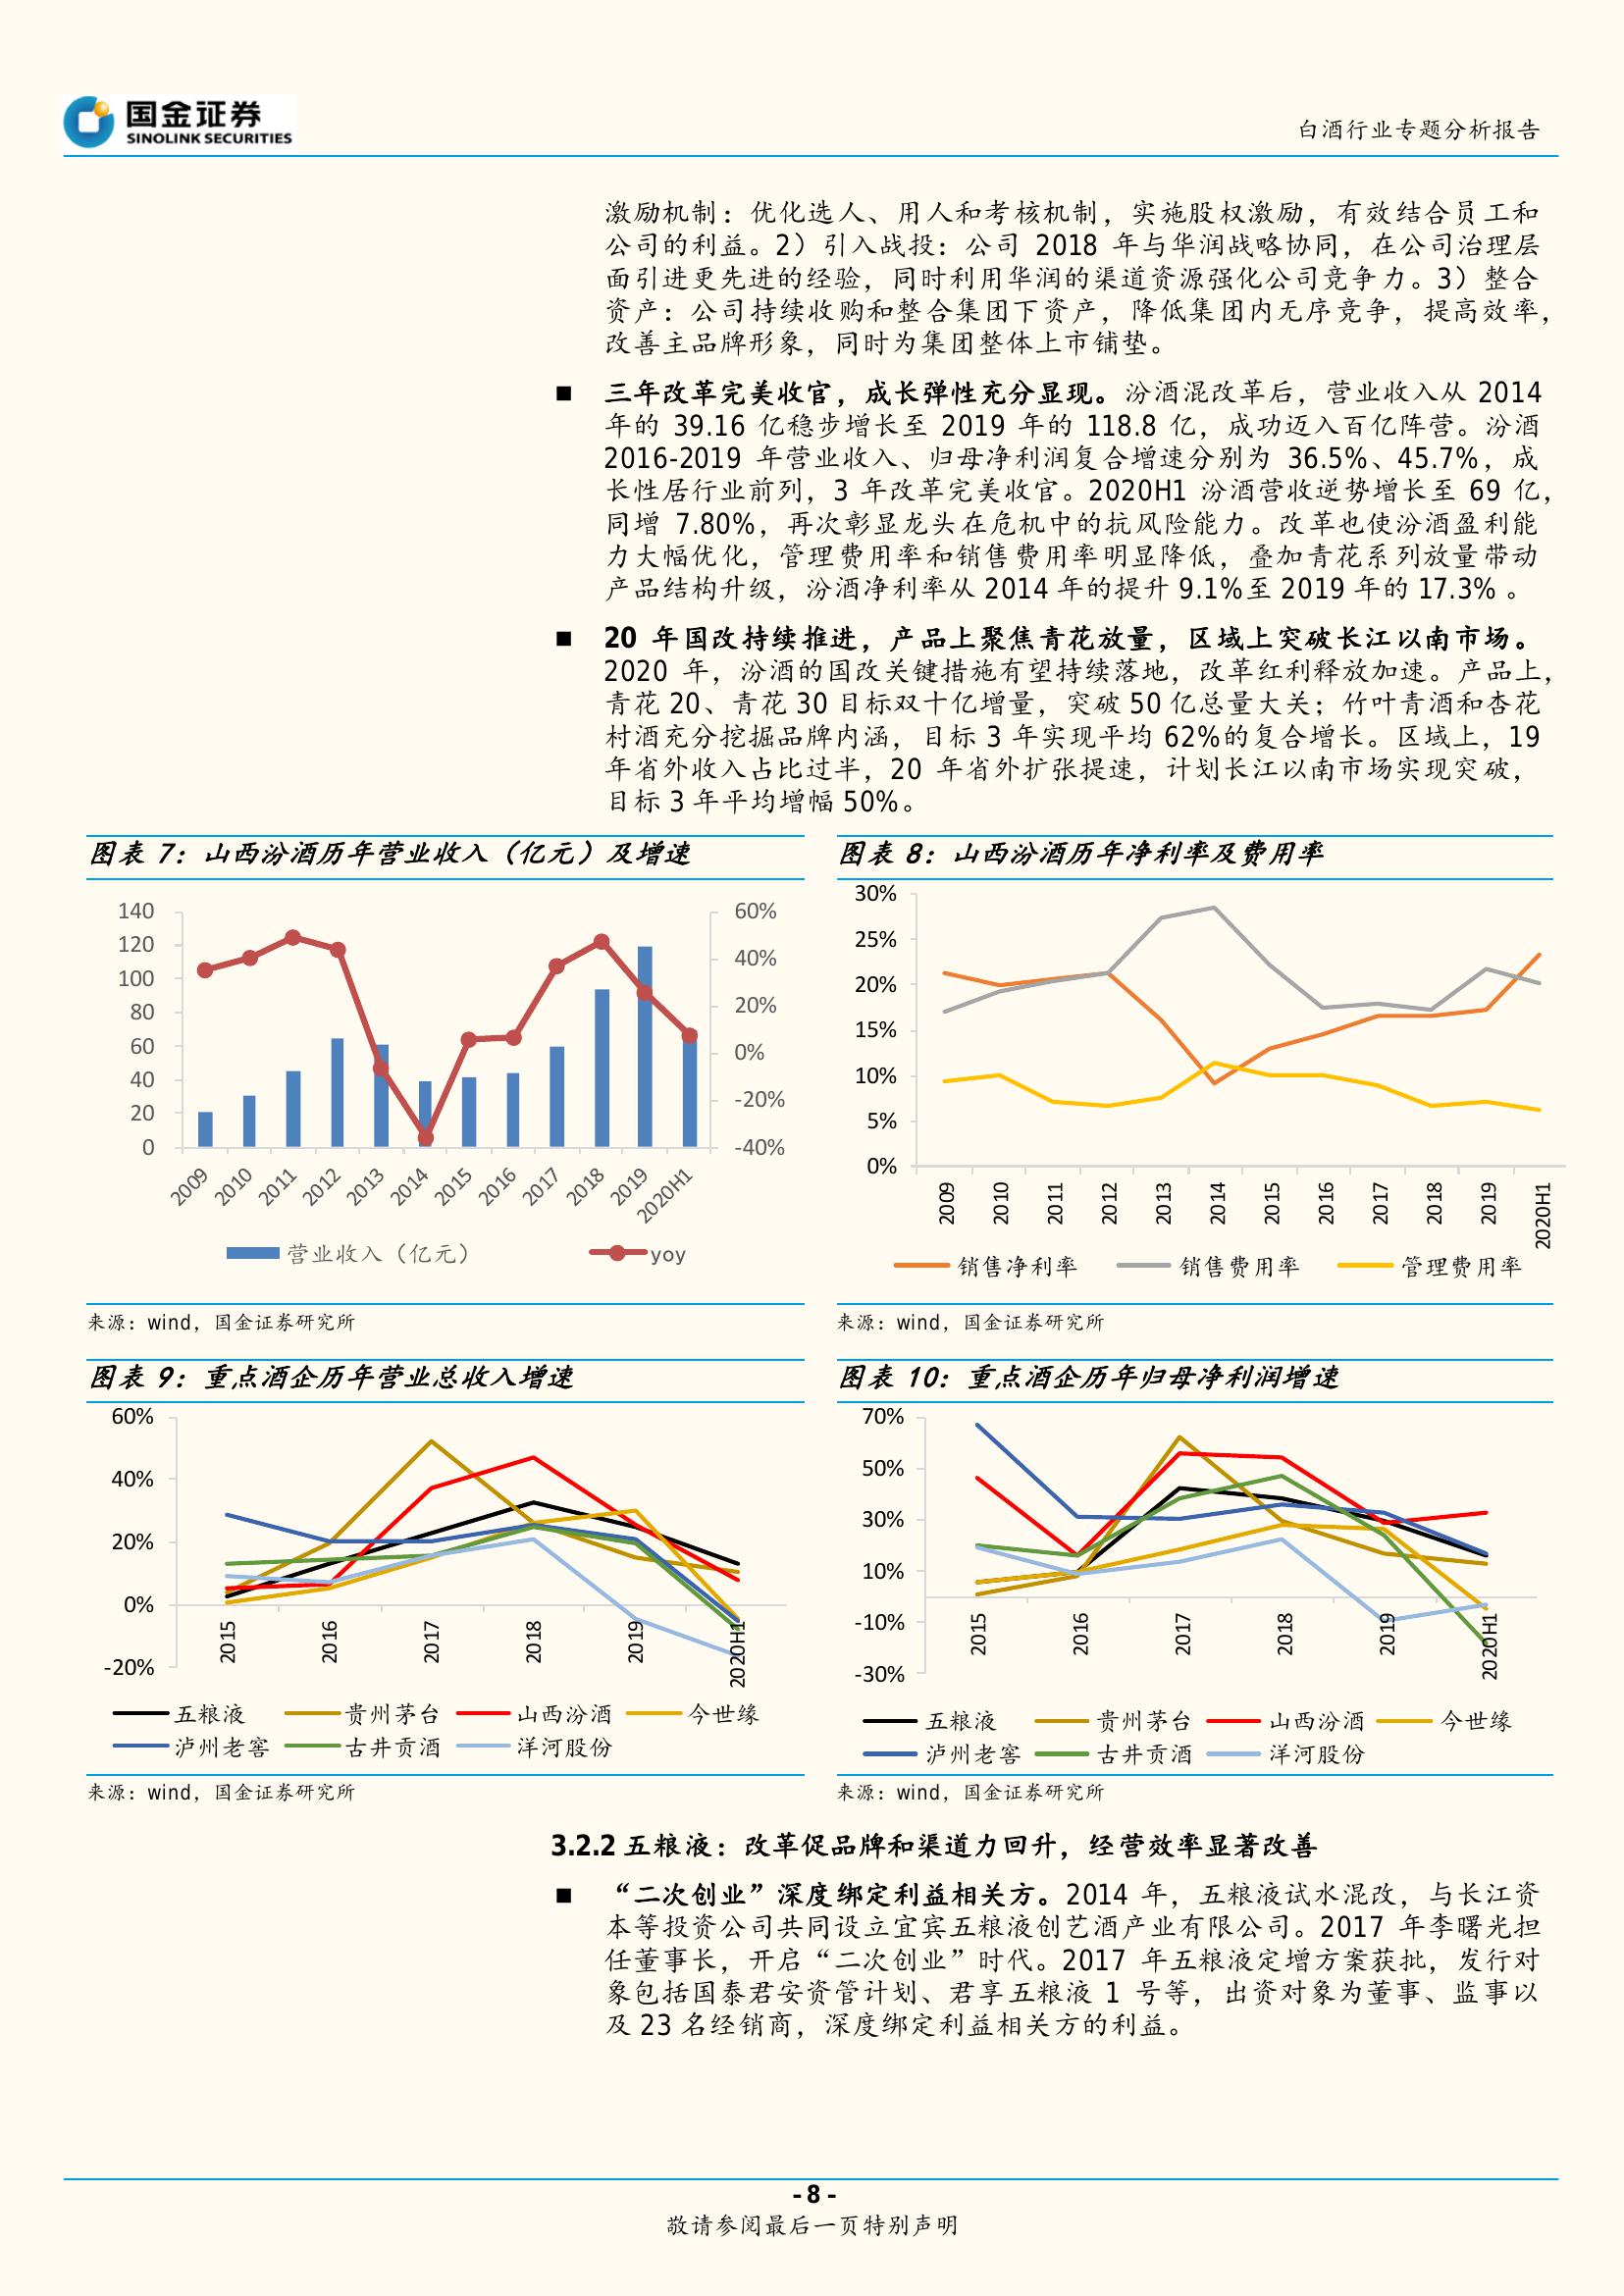 国金证券
SINOLINK SECURITIES
白酒行业专题分析报告
激励机制：优化选人、用人和考核机制，实施股权激励，有效结合员工和
公司的利益。2）引入战投：公司 2018 年与华润战略协同，在公司治理层
面引进更先进的经验，同时利用华润的渠道资源强化公司竞争力。3）整合
资产：公司持续收购和整合集团下资产，降低集团内无序竞争，提高效率，
改善主品牌形象，同时为集团整体上市铺垫。
■ 三年改革完美收官，成长弹性充分显现。汾酒混改革后，营业收入从 2014
年的 39.16 亿稳步增长至 2019 年的 118.8 亿，成功迈入百亿阵营。汾酒
2016-2019 年营业收入、归母净利润复合增速分别为 36.5%、45.7%，成
长性居行业前列，3 年改革完美收官。2020H1 汾酒营收逆势增长至 69 亿，
同增 7.80%，再次彰显龙头在危机中的抗风险能力。改革也使汾酒盈利能
力大幅优化，管理费用率和销售费用率明显降低，叠加青花系列放量带动
产品结构升级，汾酒净利率从 2014 年的提升 9.1%至 2019 年的 17.3% 。
■ 20 年国改持续推进，产品上聚焦青花放量，区域上突破长江以南市场。
2020 年，汾酒的国改关键措施有望持续落地，改革红利释放加速。产品上，
青花 20、青花 30 目标双十亿增量，突破 50 亿总量大关；竹叶青酒和杏花
村酒充分挖掘品牌内涵，目标 3 年实现平均 62%的复合增长。区域上，19
年省外收入占比过半，20 年省外扩张提速，计划长江以南市场实现突破，
目标 3 年平均增幅 50%。
图表 7：山西汾酒历年营业收入（亿元）及增速
140
120
100
80
60
40
20
0
60%
40%
20%
0%
-20%
-40%
2009 2010 2011 2012 2013 2014 2015 2016 2017 2018 2019 2020H1
营业收入（亿元） yoy
来源：wind，国金证券研究所
图表 8：山西汾酒历年净利率及费用率
30%
25%
20%
15%
10%
5%
0%
2009 2010 2011 2012 2013 2014 2015 2016 2017 2018 2019 2020H1
销售净利率 销售费用率 管理费用率
来源：wind，国金证券研究所
图表 9：重点酒企历年营业总收入增速
60%
40%
20%
0%
-20%
2015 2016 2017 2018 2019 2020H1
五粮液 贵州茅台 山西汾酒 今世缘
泸州老窖 古井贡酒 洋河股份
来源：wind，国金证券研究所
图表 10：重点酒企历年归母净利润增速
70%
50%
30%
10%
-10%
-30%
2015 2016 2017 2018 2019 2020H1
五粮液 贵州茅台 山西汾酒 今世缘
泸州老窖 古井贡酒 洋河股份
来源：wind，国金证券研究所
3.2.2 五粮液：改革促品牌和渠道力回升，经营效率显著改善
■ “二次创业”深度绑定利益相关方。2014 年，五粮液试水混改，与长江资
本等投资公司共同设立宜宾五粮液创艺酒产业有限公司。2017 年李曙光担
任董事长，开启“二次创业”时代。2017 年五粮液定增方案获批，发行对
象包括国泰君安资管计划、君享五粮液 1 号等，出资对象为董事、监事以
及 23 名经销商，深度绑定利益相关方的利益。
- 8 -
敬请参阅最后一页特别声明